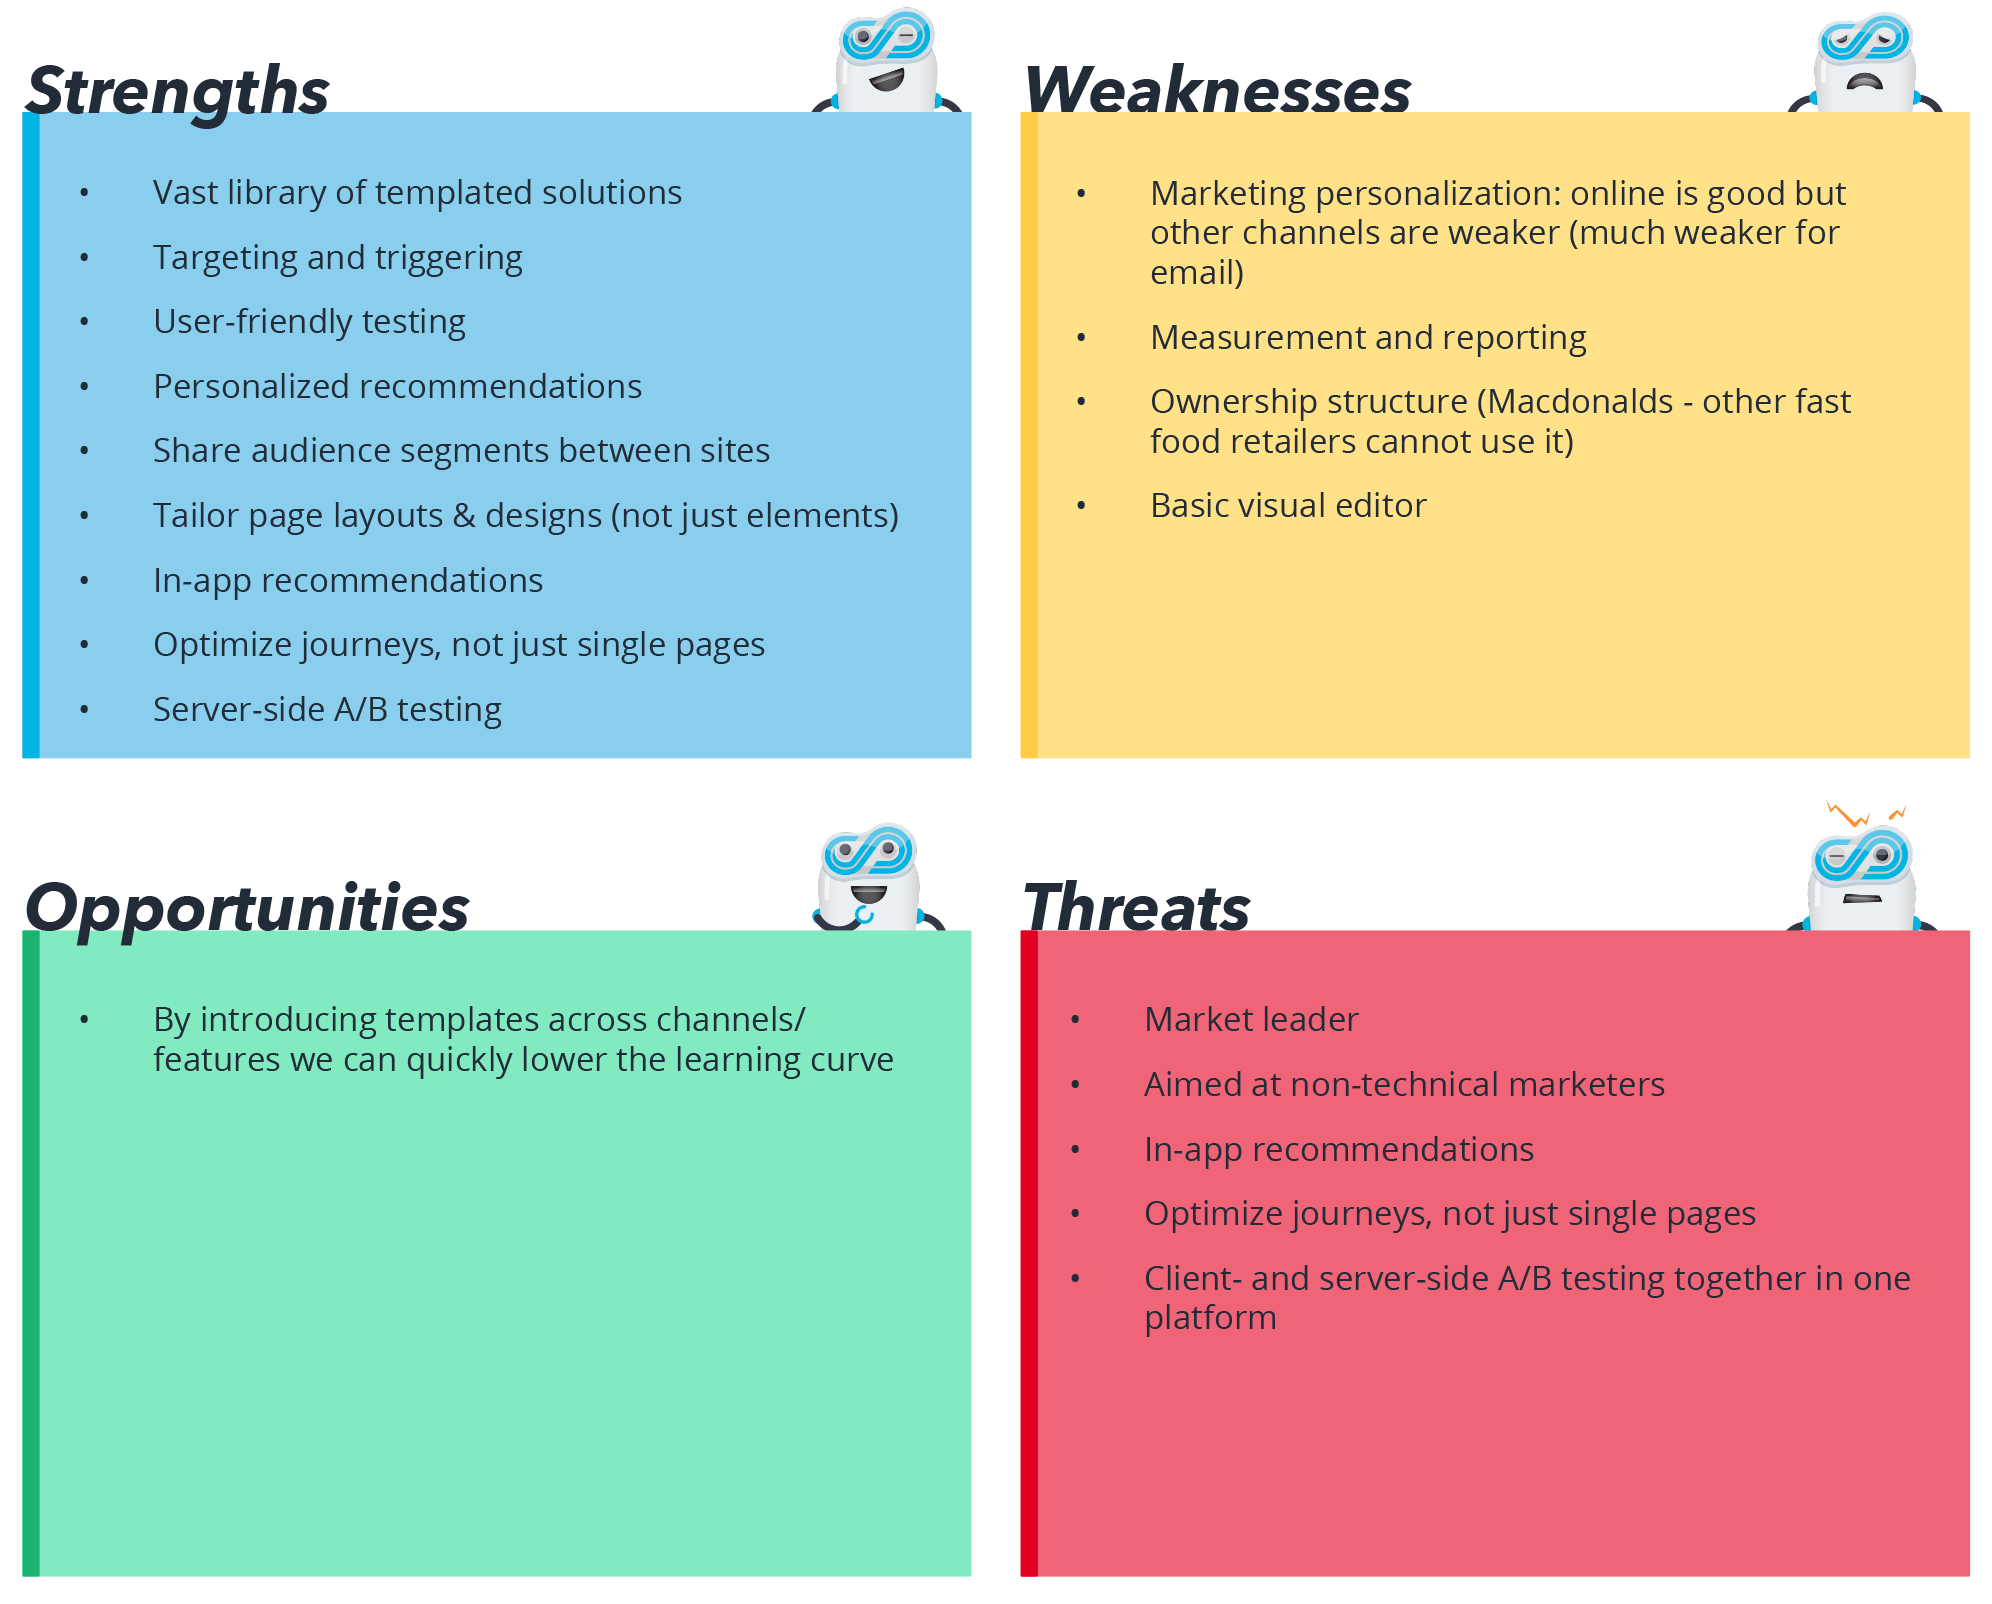 Strengths
• Vast library of templated solutions
• Targeting and triggering
• User-friendly testing
• Personalized recommendations
• Share audience segments between sites
• Tailor page layouts & designs (not just elements)
• In-app recommendations
• Optimize journeys, not just single pages
• Server-side A/B testing
Weaknesses
• Marketing personalization: online is good but
other channels are weaker (much weaker for
email)
• Measurement and reporting
• Ownership structure (Macdonalds - other fast
food retailers cannot use it)
• Basic visual editor
Opportunities
• By introducing templates across channels/
features we can quickly lower the learning curve
Threats
• Market leader
• Aimed at non-technical marketers
• In-app recommendations
• Optimize journeys, not just single pages
• Client- and server-side A/B testing together in one
platform